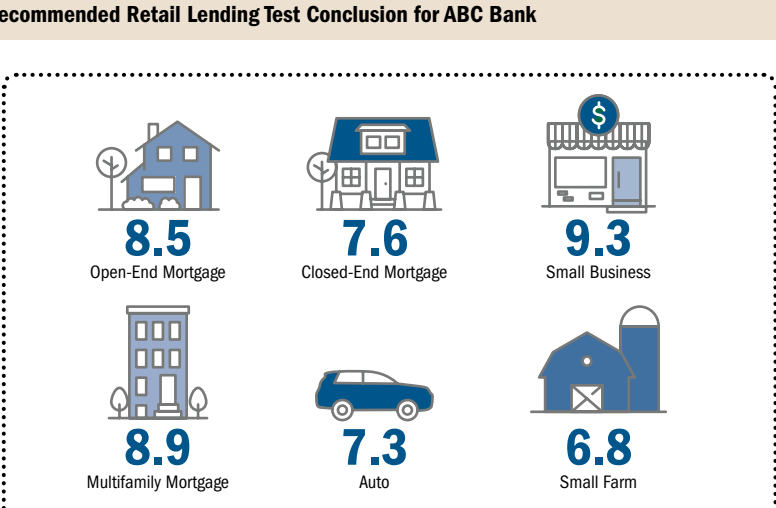 ecommended Retail Lending Test Conclusion for ABC Bank
$
8.5
Open-End Mortgage
7.6
Closed-End Mortgage
9.3
Small Business
8.9
Multifamily Mortgage
7.3
Auto
6.8
Small Farm